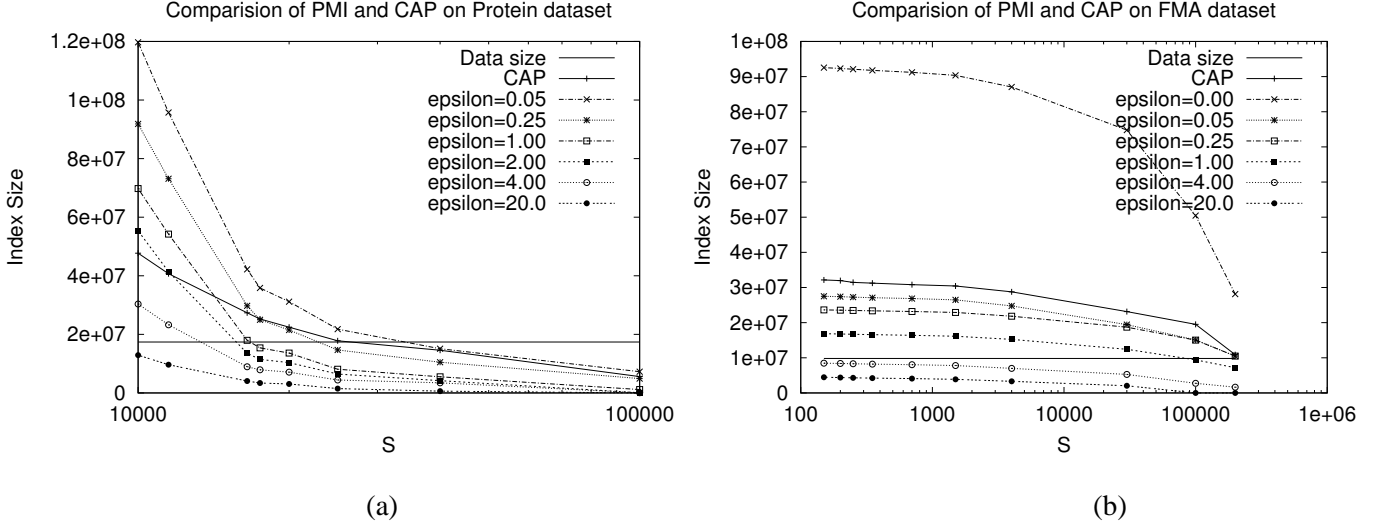 Comparision of PMI and CAP on Protein dataset
1.2e+08
1e+08
8e+07
6e+07
4e+07
2e+07
0
10000
100000
Index Size
S
Data size
CAP
epsilon=0.05
epsilon=0.25
epsilon=1.00
epsilon=2.00
epsilon=4.00
epsilon=20.0
(a)
Comparision of PMI and CAP on FMA dataset
1e+08
9e+07
8e+07
7e+07
6e+07
5e+07
4e+07
3e+07
2e+07
1e+07
0
100
1000
10000
100000
1e+06
Index Size
S
Data size
CAP
epsilon=0.00
epsilon=0.05
epsilon=0.25
epsilon=1.00
epsilon=4.00
epsilon=20.0
(b)